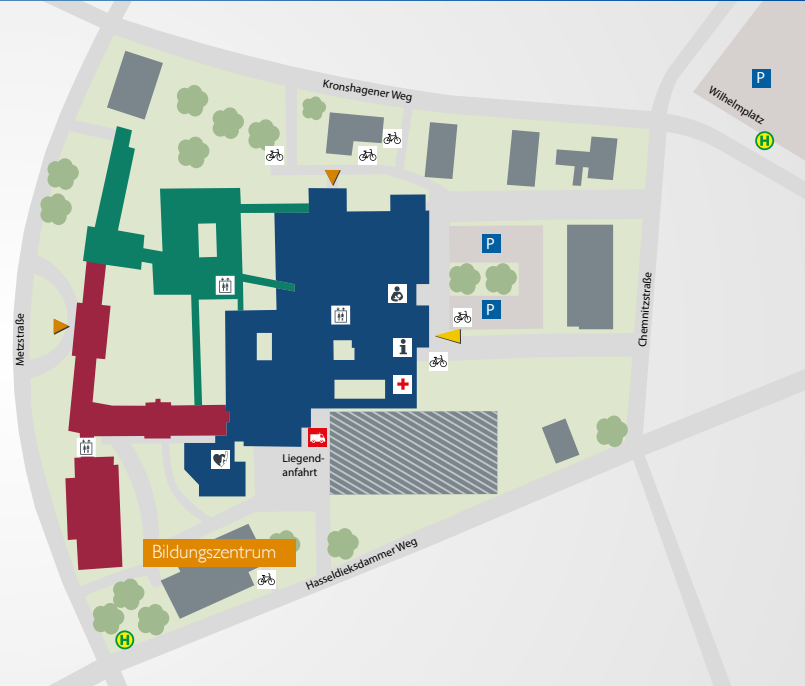 Kronshagener Weg
P
Wilhelmplatz
H
P
P
Chemnitzstraße
Metzstraße
i
Liegend-
anfahrt
Bildungszentrum
Hasseldieksdammer Weg
H